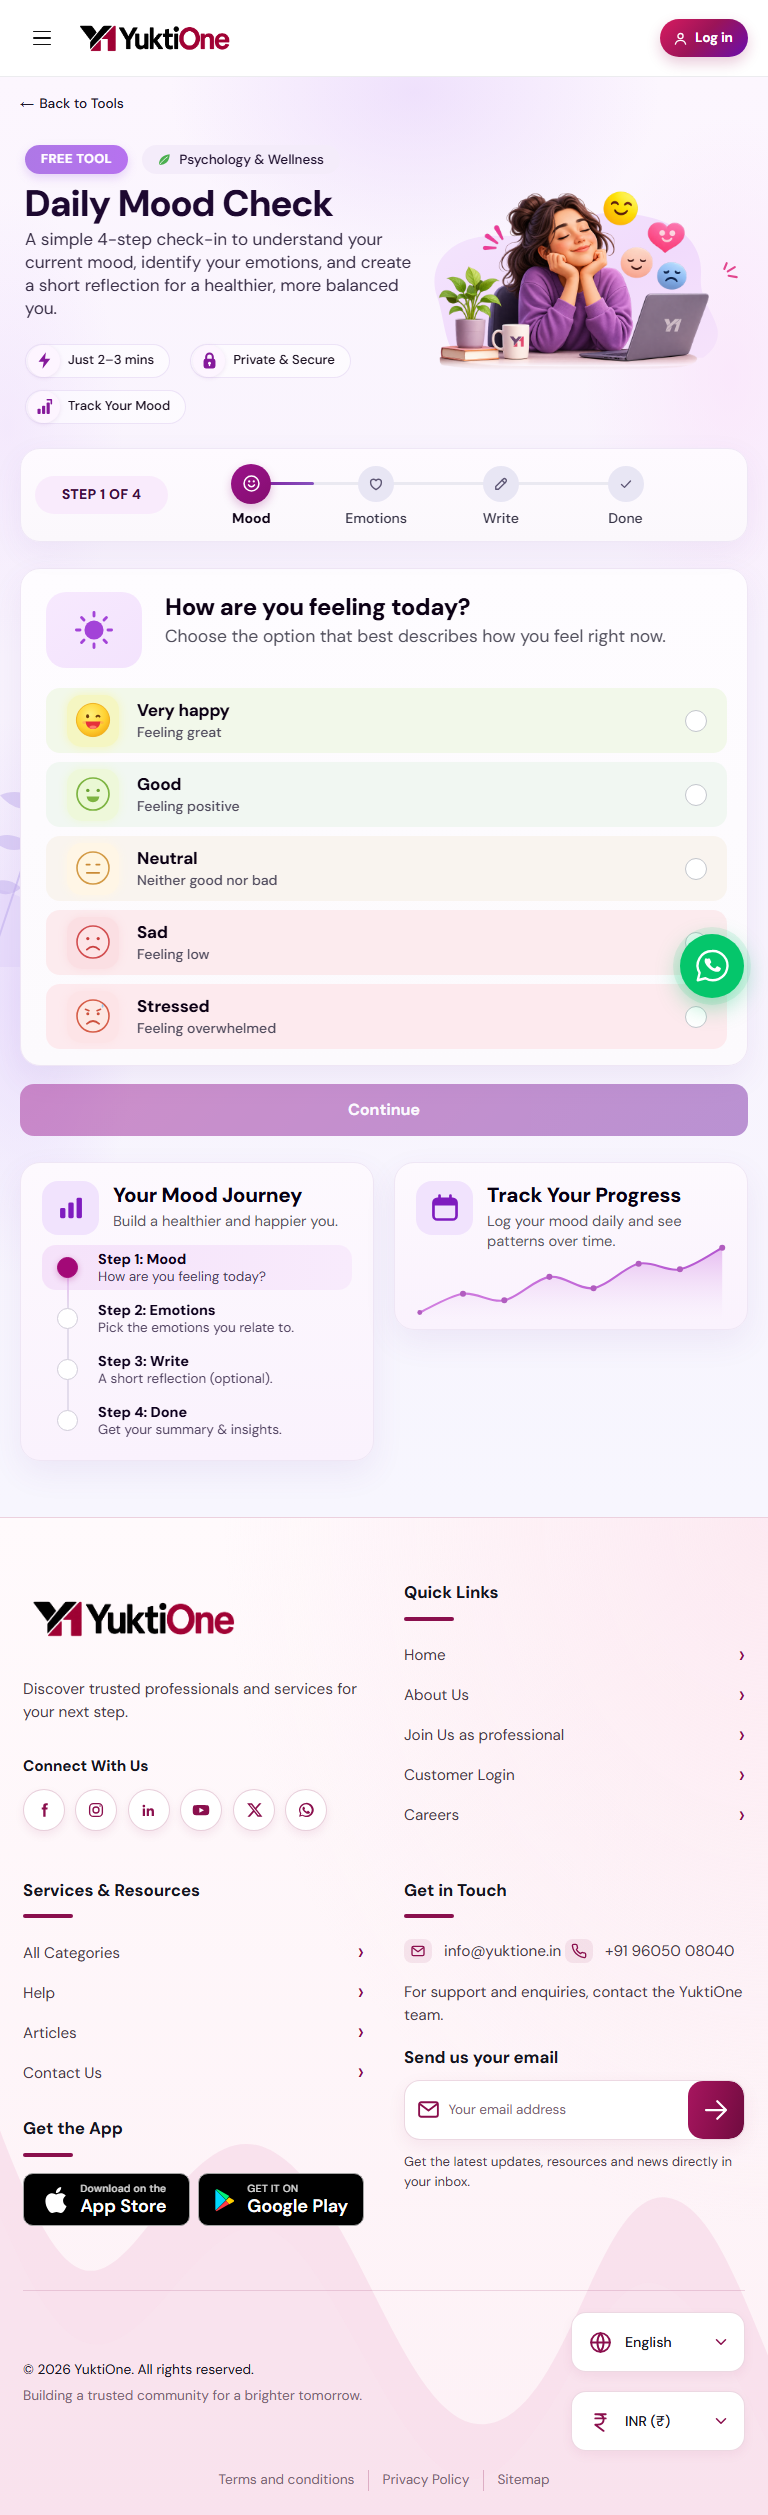 YuktiOne
Log in
← Back to Tools
FREE TOOL
Psychology & Wellness
Daily Mood Check
A simple 4-step check-in to understand your
current mood, identify your emotions, and create
a short reflection for a healthier, more balanced
you.
Just 2–3 mins
Private & Secure
Track Your Mood
STEP 1 OF 4
Mood
Emotions
Write
Done
How are you feeling today?
Choose the option that best describes how you feel right now.
Very happy
Feeling great
Good
Feeling positive
Neutral
Neither good nor bad
Sad
Feeling low
Stressed
Feeling overwhelmed
Continue
Your Mood Journey
Build a healthier and happier you.
Step 1: Mood
How are you feeling today?
Step 2: Emotions
Pick the emotions you relate to.
Step 3: Write
A short reflection (optional).
Step 4: Done
Get your summary & insights.
Track Your Progress
Log your mood daily and see
patterns over time.
YuktiOne
Discover trusted professionals and services for
your next step.
Connect With Us
Quick Links
Home
About Us
Join Us as professional
Customer Login
Careers
Services & Resources
All Categories
Help
Articles
Contact Us
Get the App
Download on the
App Store
GET IT ON
Google Play
Get in Touch
info@yuktione.in
+91 96050 08040
For support and enquiries, contact the YuktiOne
team.
Send us your email
Your email address
Get the latest updates, resources and news directly in
your inbox.
© 2026 YuktiOne. All rights reserved.
Building a trusted community for a brighter tomorrow.
English
₹ INR (₹)
Terms and conditions
Privacy Policy
Sitemap